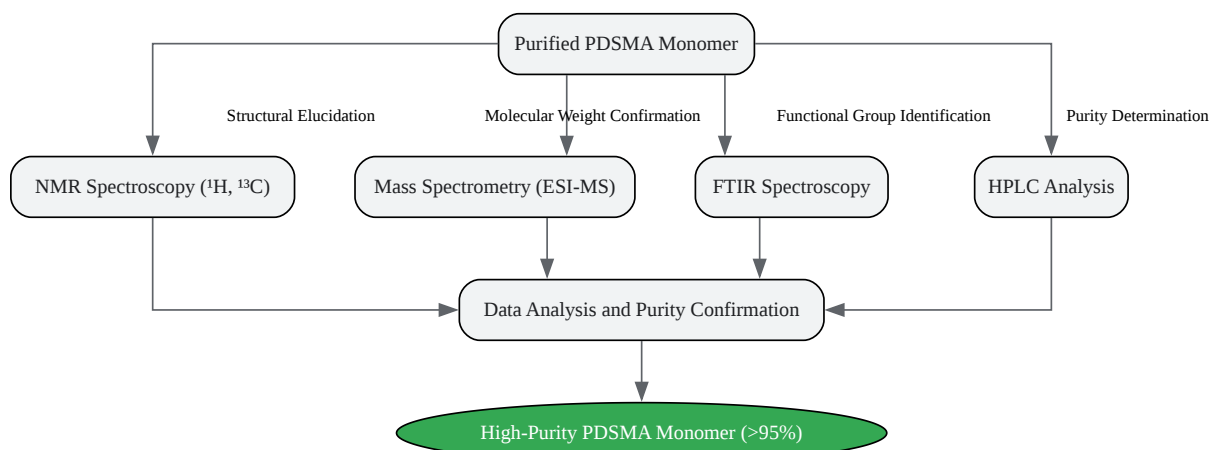 Purified PDSMA Monomer
Structural Elucidation
Molecular Weight Confirmation
Functional Group Identification
Purity Determination
NMR Spectroscopy (¹H, ¹³C)
Mass Spectrometry (ESI-MS)
FTIR Spectroscopy
HPLC Analysis
Data Analysis and Purity Confirmation
High-Purity PDSMA Monomer (>95%)